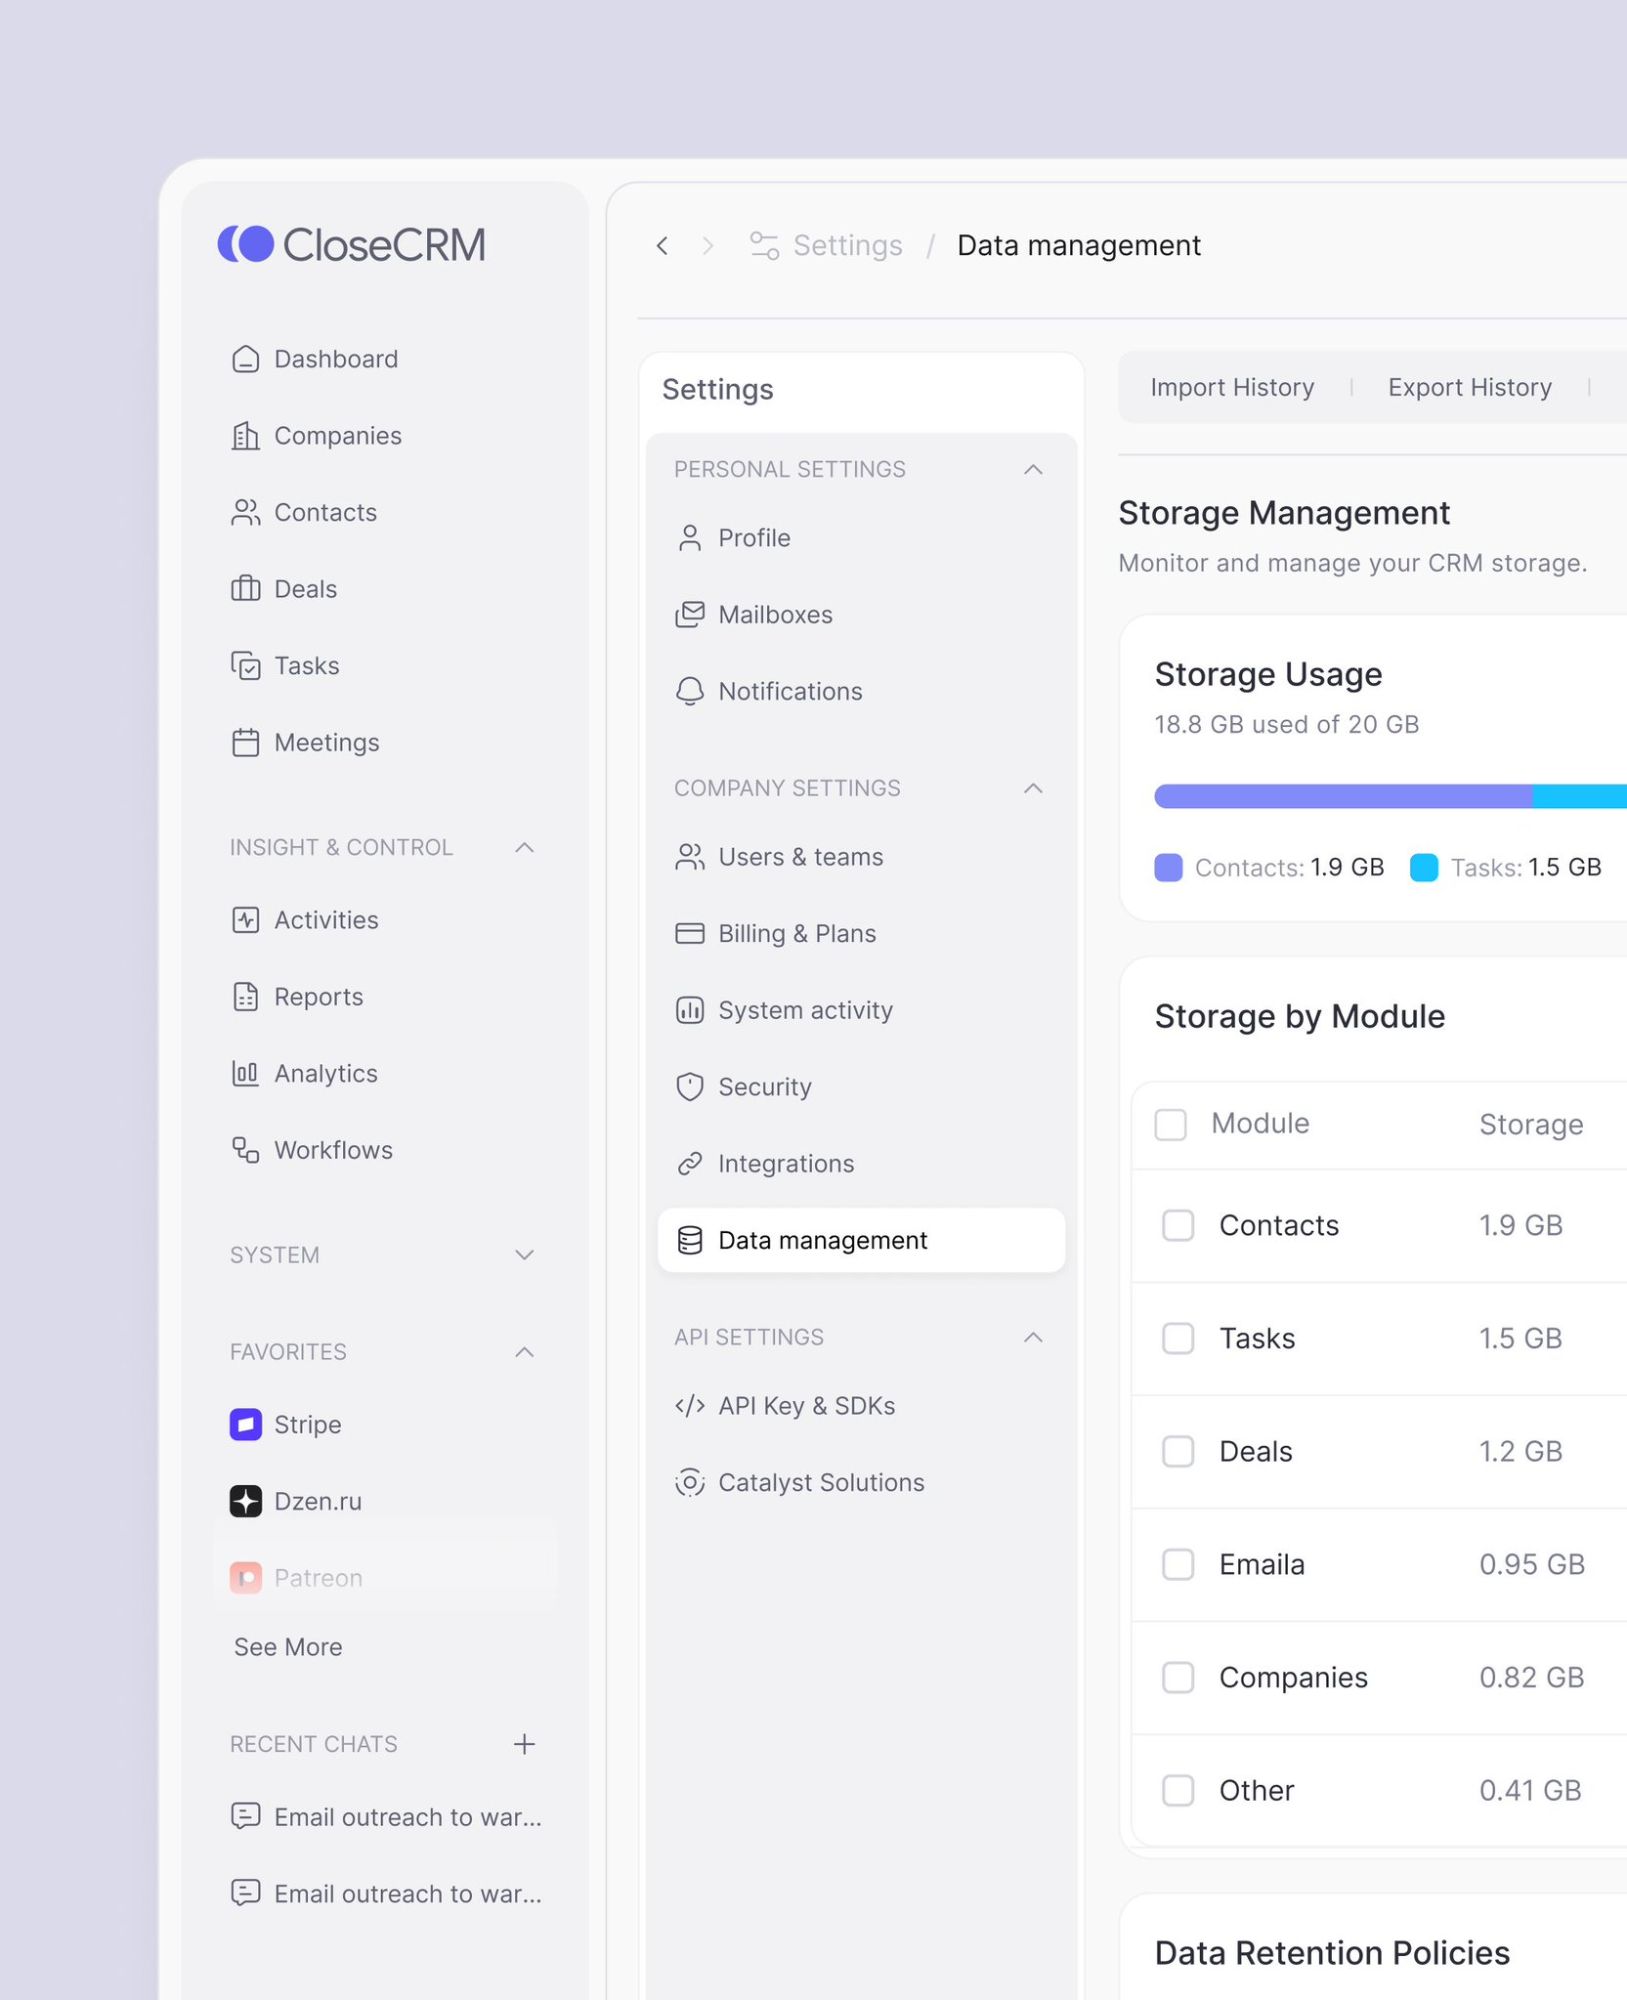 CloseCRM
Dashboard
Companies
Contacts
Deals
Tasks
Meetings
INSIGHT & CONTROL
Activities
Reports
Analytics
Workflows
SYSTEM
FAVORITES
Stripe
Dzen.ru
Patreon
See More
RECENT CHATS
Email outreach to war...
Email outreach to war...
Settings / Data management
Settings
PERSONAL SETTINGS
Profile
Mailboxes
Notifications
COMPANY SETTINGS
Users & teams
Billing & Plans
System activity
Security
Integrations
Data management
API SETTINGS
API Key & SDKs
Catalyst Solutions
Import History | Export History |
Storage Management
Monitor and manage your CRM storage.
Storage Usage
18.8 GB used of 20 GB
Contacts: 1.9 GB Tasks: 1.5 GB
Storage by Module
Module Storage
Contacts 1.9 GB
Tasks 1.5 GB
Deals 1.2 GB
Emaila 0.95 GB
Companies 0.82 GB
Other 0.41 GB
Data Retention Policies